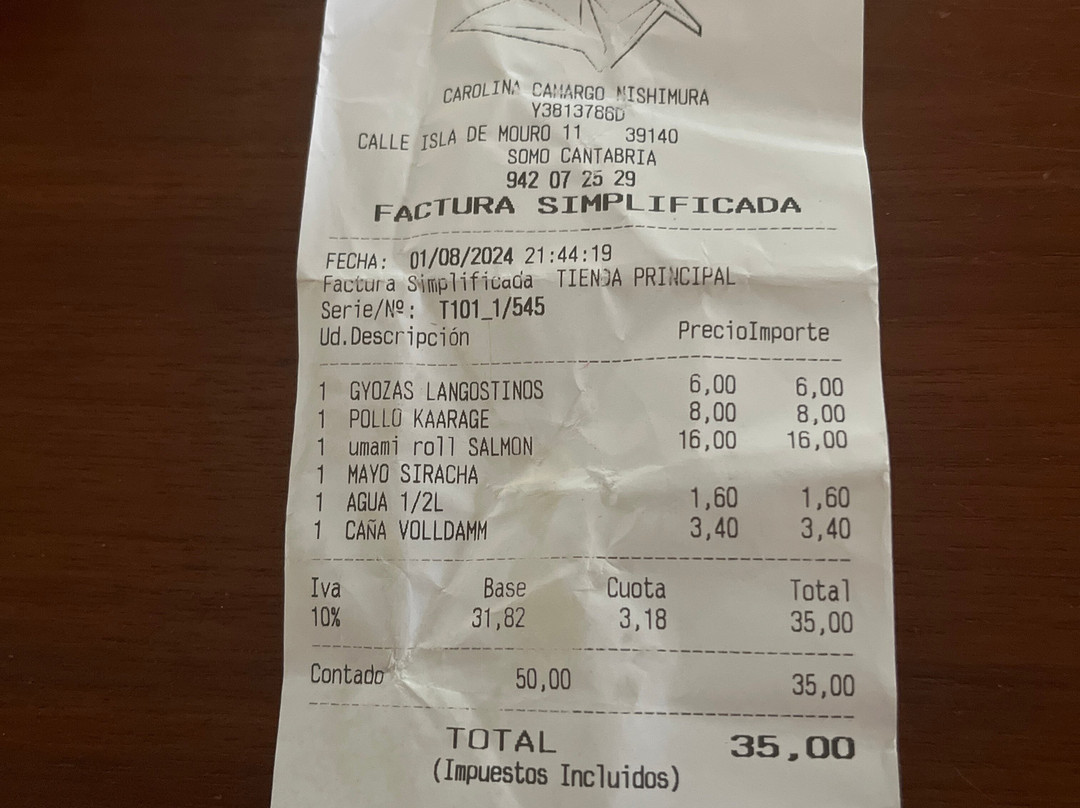 CAROLINA CAMARGO NISHIMURA
Y3813786D
CALLE ISLA DE MOURO 11 39140
SOMO CANTABRIA
942 07 25 29
FACTURA SIMPLIFICADA
FECHA: 01/08/2024 21:44:19
Factura Simplificada TIENDA PRINCIPAL
Serie/Nº: T101_1/545
Ud.Descripción PrecioImporte
1 GYOZAS LANGOSTINOS 6,00 6,00
1 POLLO KAARAGE 8,00 8,00
1 umami roll SALMON 16,00 16,00
1 MAYO SIRACHA
1 AGUA 1/2L 1,60 1,60
1 CAÑA VOLLDAMM 3,40 3,40
Iva Base Cuota Total
10% 31,82 3,18 35,00
Contado 50,00 35,00
TOTAL 35,00
(Impuestos Incluidos)